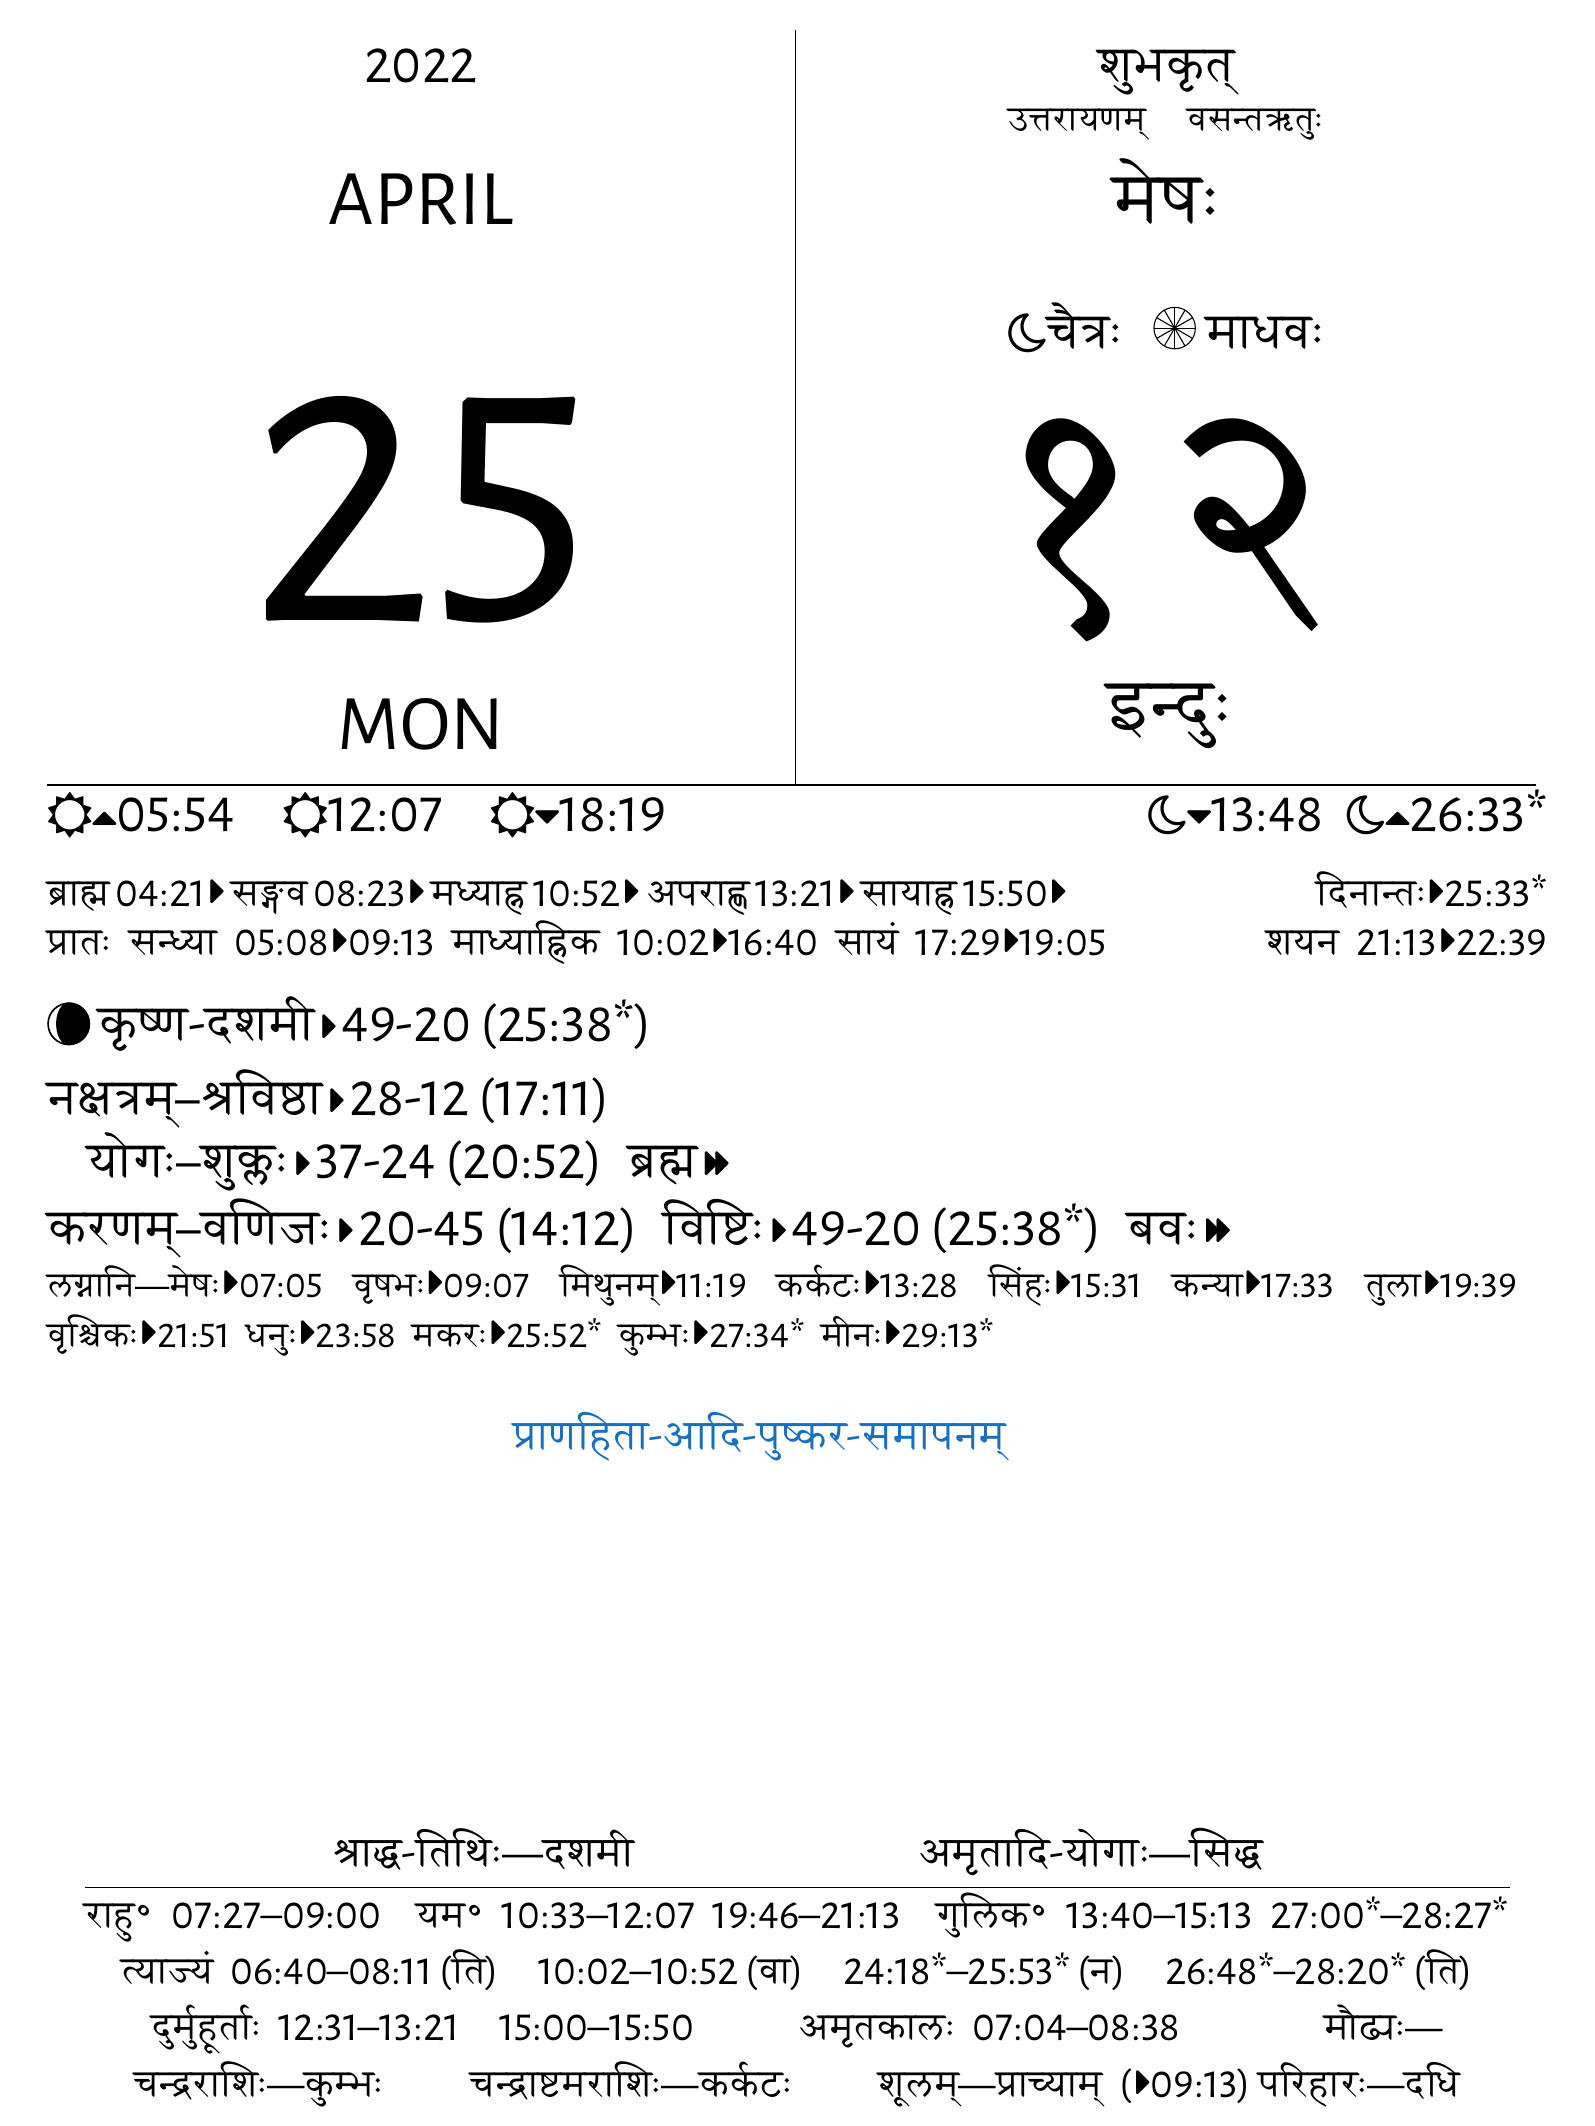 2022
APRIL
25
MON
शुभकृत्
उत्तरायणम् वसन्तऋतुः
मेषः
चैत्रः माधवः
१२
इन्दुः
05:54 12:07 18:19 13:48 26:33*
ब्राह्म 04:21 सङ्गव 08:23 मध्याह्न 10:52 अपराह्ण 13:21 सायाह्न 15:50 दिनान्तः 25:33*
प्रातः सन्ध्या 05:08 09:13 माध्याह्निक 10:02 16:40 सायं 17:29 19:05 शयन 21:13 22:39
कृष्ण-दशमी 49-20 (25:38*)
नक्षत्रम्–श्रविष्ठा 28-12 (17:11)
योगः–शुक्लः 37-24 (20:52) ब्रह्म
करणम्–वणिजः 20-45 (14:12) विष्टिः 49-20 (25:38*) बवः
लग्नानि—मेषः 07:05 वृषभः 09:07 मिथुनम् 11:19 कर्कटः 13:28 सिंहः 15:31 कन्या 17:33 तुला 19:39
वृश्चिकः 21:51 धनुः 23:58 मकरः 25:52* कुम्भः 27:34* मीनः 29:13*
प्राणहिता-आदि-पुष्कर-समापनम्
श्राद्ध-तिथिः—दशमी अमृतादि-योगाः—सिद्ध
राहु॰ 07:27–09:00 यम॰ 10:33–12:07 19:46–21:13 गुलिक॰ 13:40–15:13 27:00*–28:27*
त्याज्यं 06:40–08:11 (ति) 10:02–10:52 (वा) 24:18*–25:53* (न) 26:48*–28:20* (ति)
दुर्मुहूर्ताः 12:31–13:21 15:00–15:50 अमृतकालः 07:04–08:38 मौढ्यः—
चन्द्रराशिः—कुम्भः चन्द्राष्टमराशिः—कर्कटः शूलम्—प्राच्याम् (09:13) परिहारः—दधि